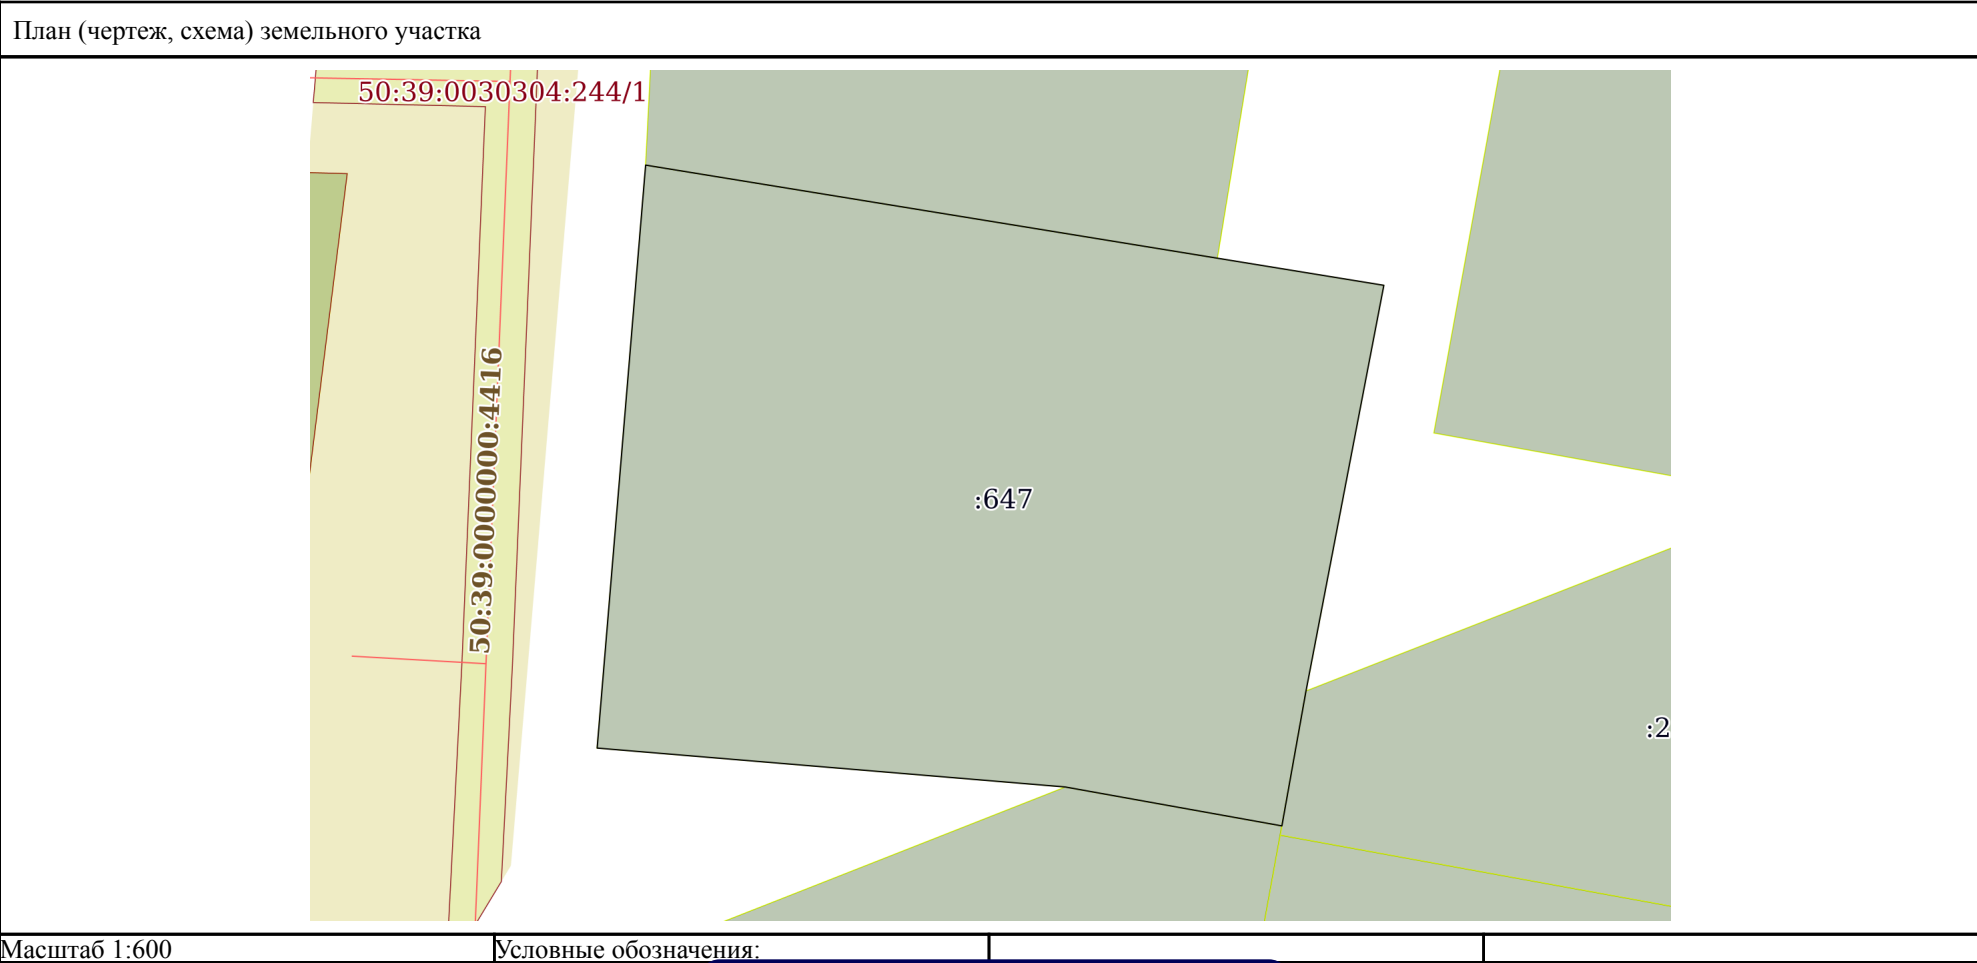 План (чертеж, схема) земельного участка
50:39:0030304:244/1
50:39:0000000:4416
:647
:2
Масштаб 1:600
Условные обозначения: